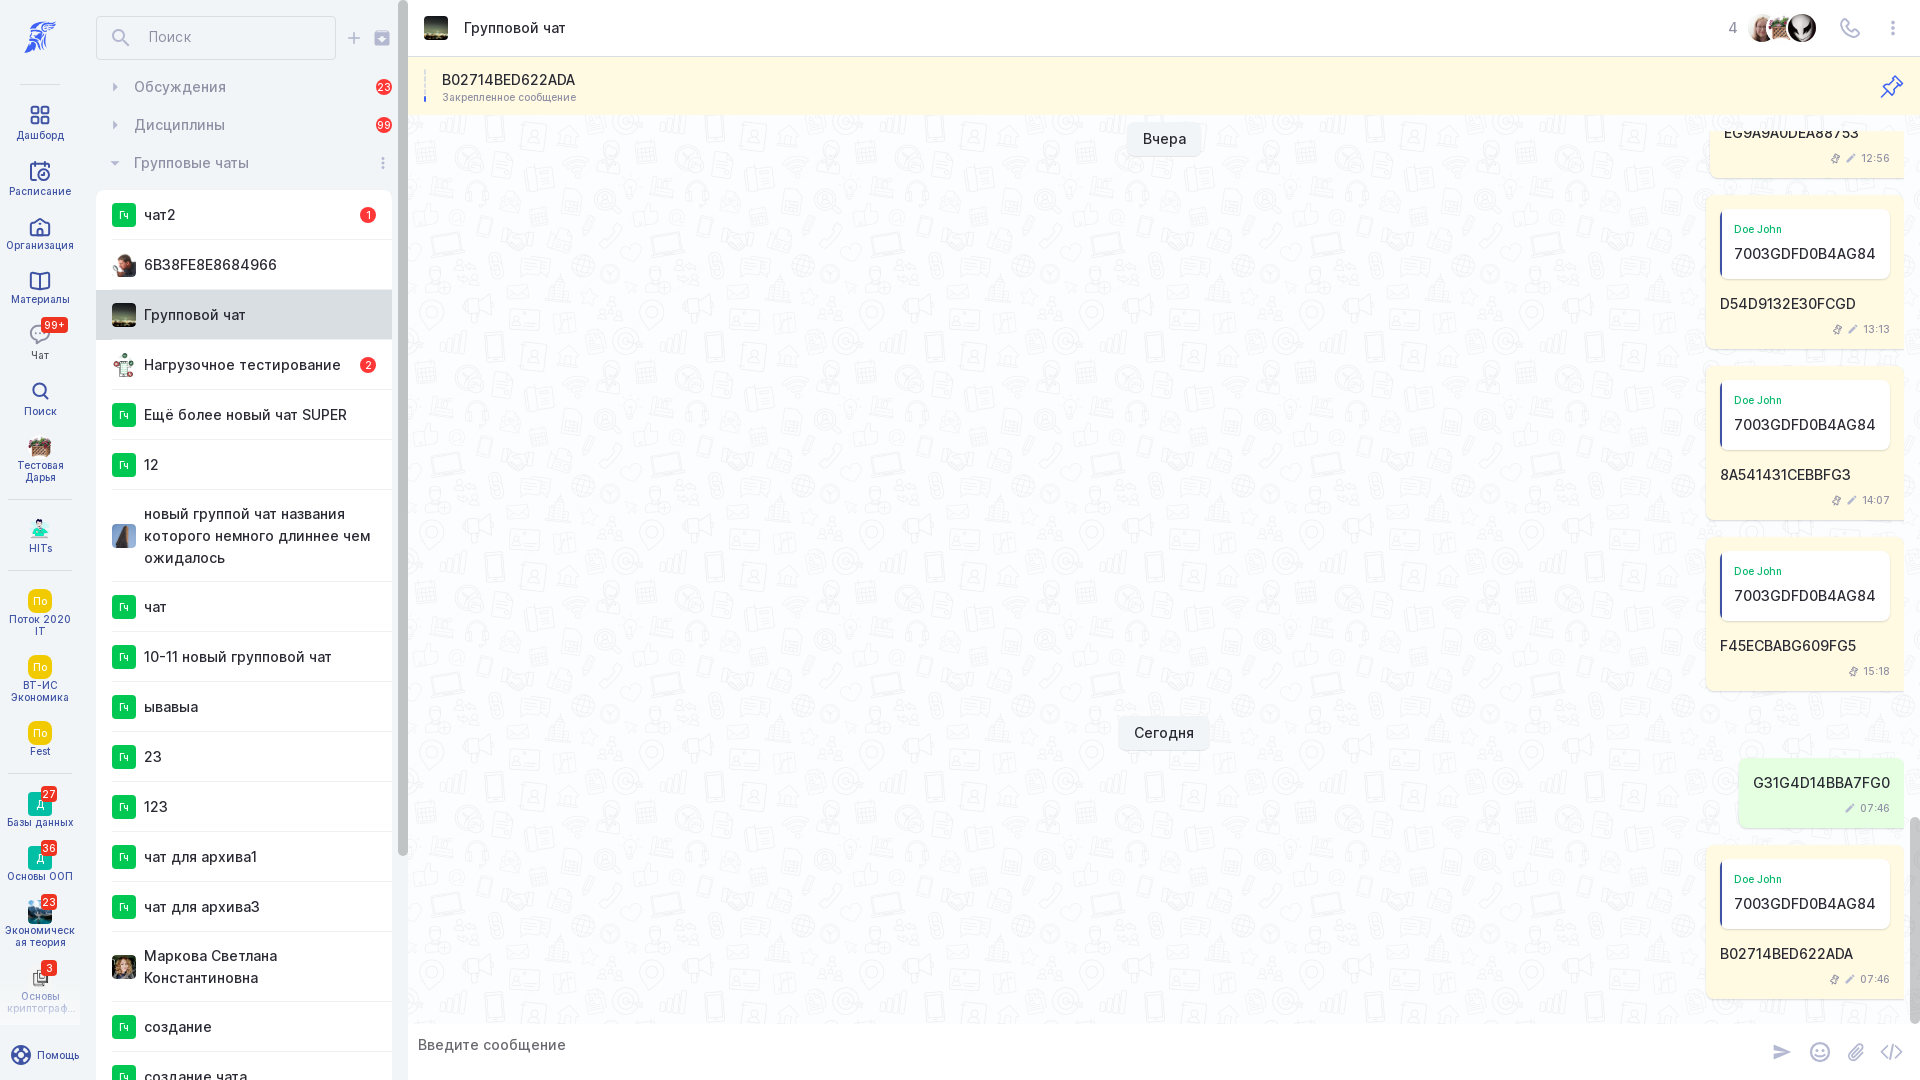 Дашборд
Расписание
Организация
Материалы
99+
Чат
Поиск
Тестовая
Дарья
HITs
По
Поток 2020
IT
По
ВТ-ИС
Экономика
По
Fest
27
Д
Базы данных
36
Д
Основы ООП
23
Экономическ
ая теория
3
Основы
криптограф...
Помощь
Поиск
Обсуждения
23
Дисциплины
99
Групповые чаты
Гч чат2
1
6B38FE8E8684966
Групповой чат
Нагрузочное тестирование
2
Гч Ещё более новый чат SUPER
Гч 12
новый группой чат названия
которого немного длиннее чем
ожидалось
Гч чат
Гч 10-11 новый групповой чат
Гч ывавыа
Гч 23
Гч 123
Гч чат для архива1
Гч чат для архива3
Маркова Светлана
Константиновна
Гч создание
Гч создание чата
Групповой чат
4
B02714BED622ADA
Закрепленное сообщение
Вчера
EG9A9A0DEA88753
12:56
Doe John
7003GDFD0B4AG84
D54D9132E30FCGD
13:13
Doe John
7003GDFD0B4AG84
8A541431CEBBFG3
14:07
Doe John
7003GDFD0B4AG84
F45ECBABG609FG5
15:18
Сегодня
G31G4D14BBA7FG0
07:46
Doe John
7003GDFD0B4AG84
B02714BED622ADA
07:46
Введите сообщение